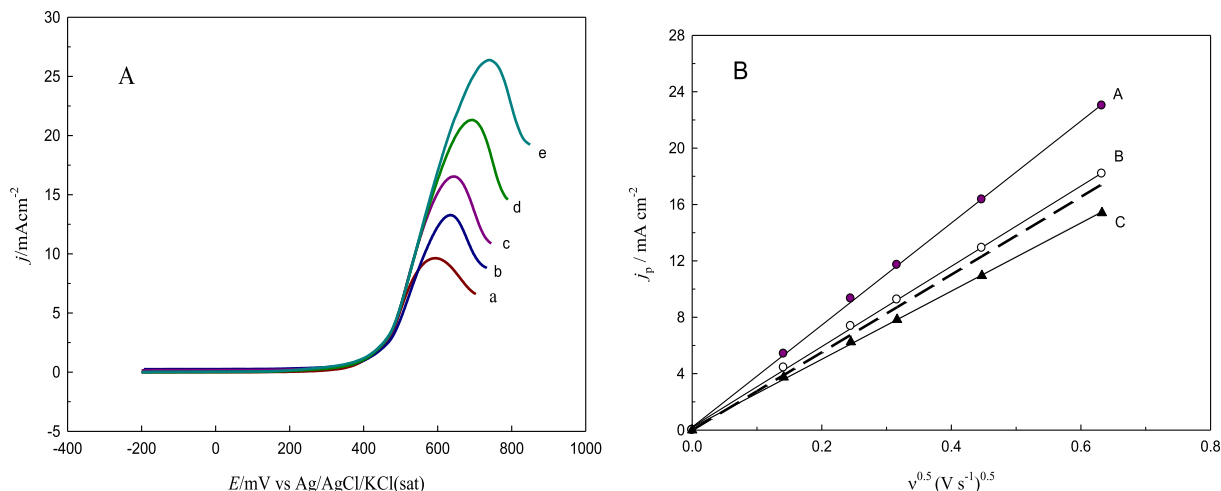 A
30
25
20
15
10
5
0
-5
j/mAcm-2
e
d
c
b
a
-400 -200 0 200 400 600 800 1000
E/mV vs Ag/AgCl/KCl(sat)
B
28
24
20
16
12
8
4
0
jp / mA cm-2
A
B
C
0.0 0.2 0.4 0.6 0.8
ν0.5 (V s-1)0.5